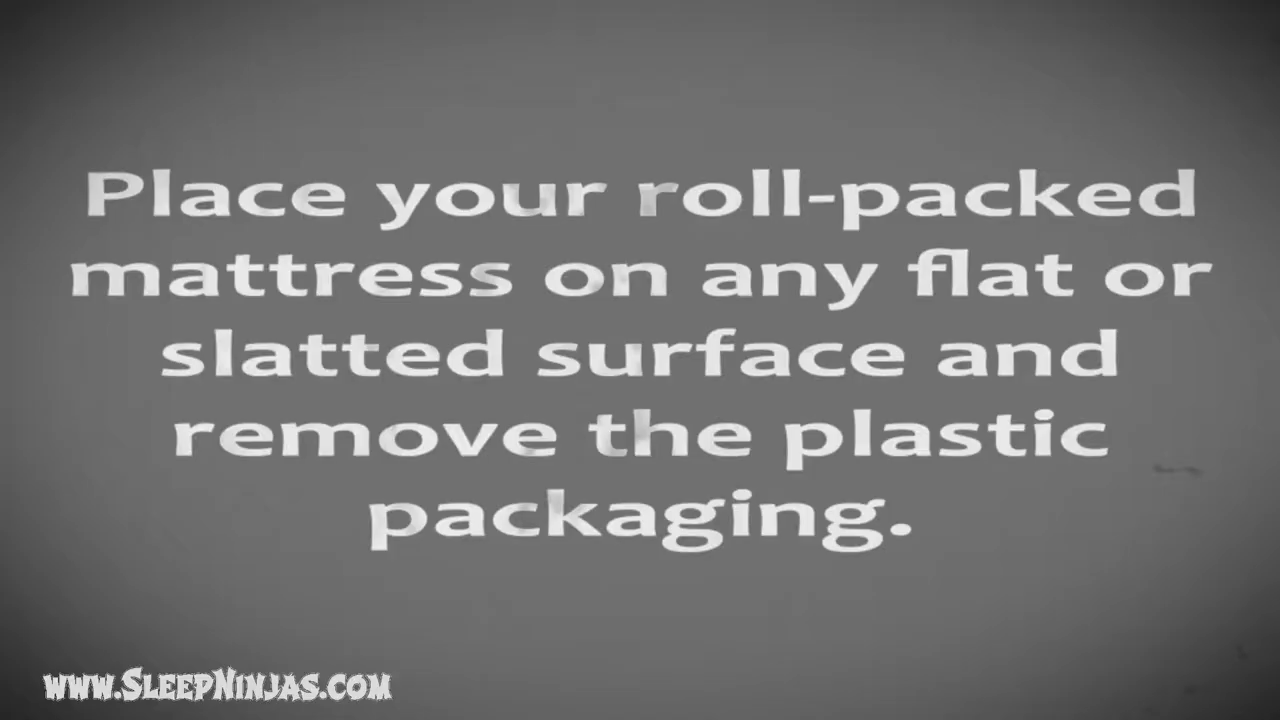 Place your roll-packed
mattress on any flat or
slatted surface and
remove the plastic
packaging.
www.SleepNinjas.com